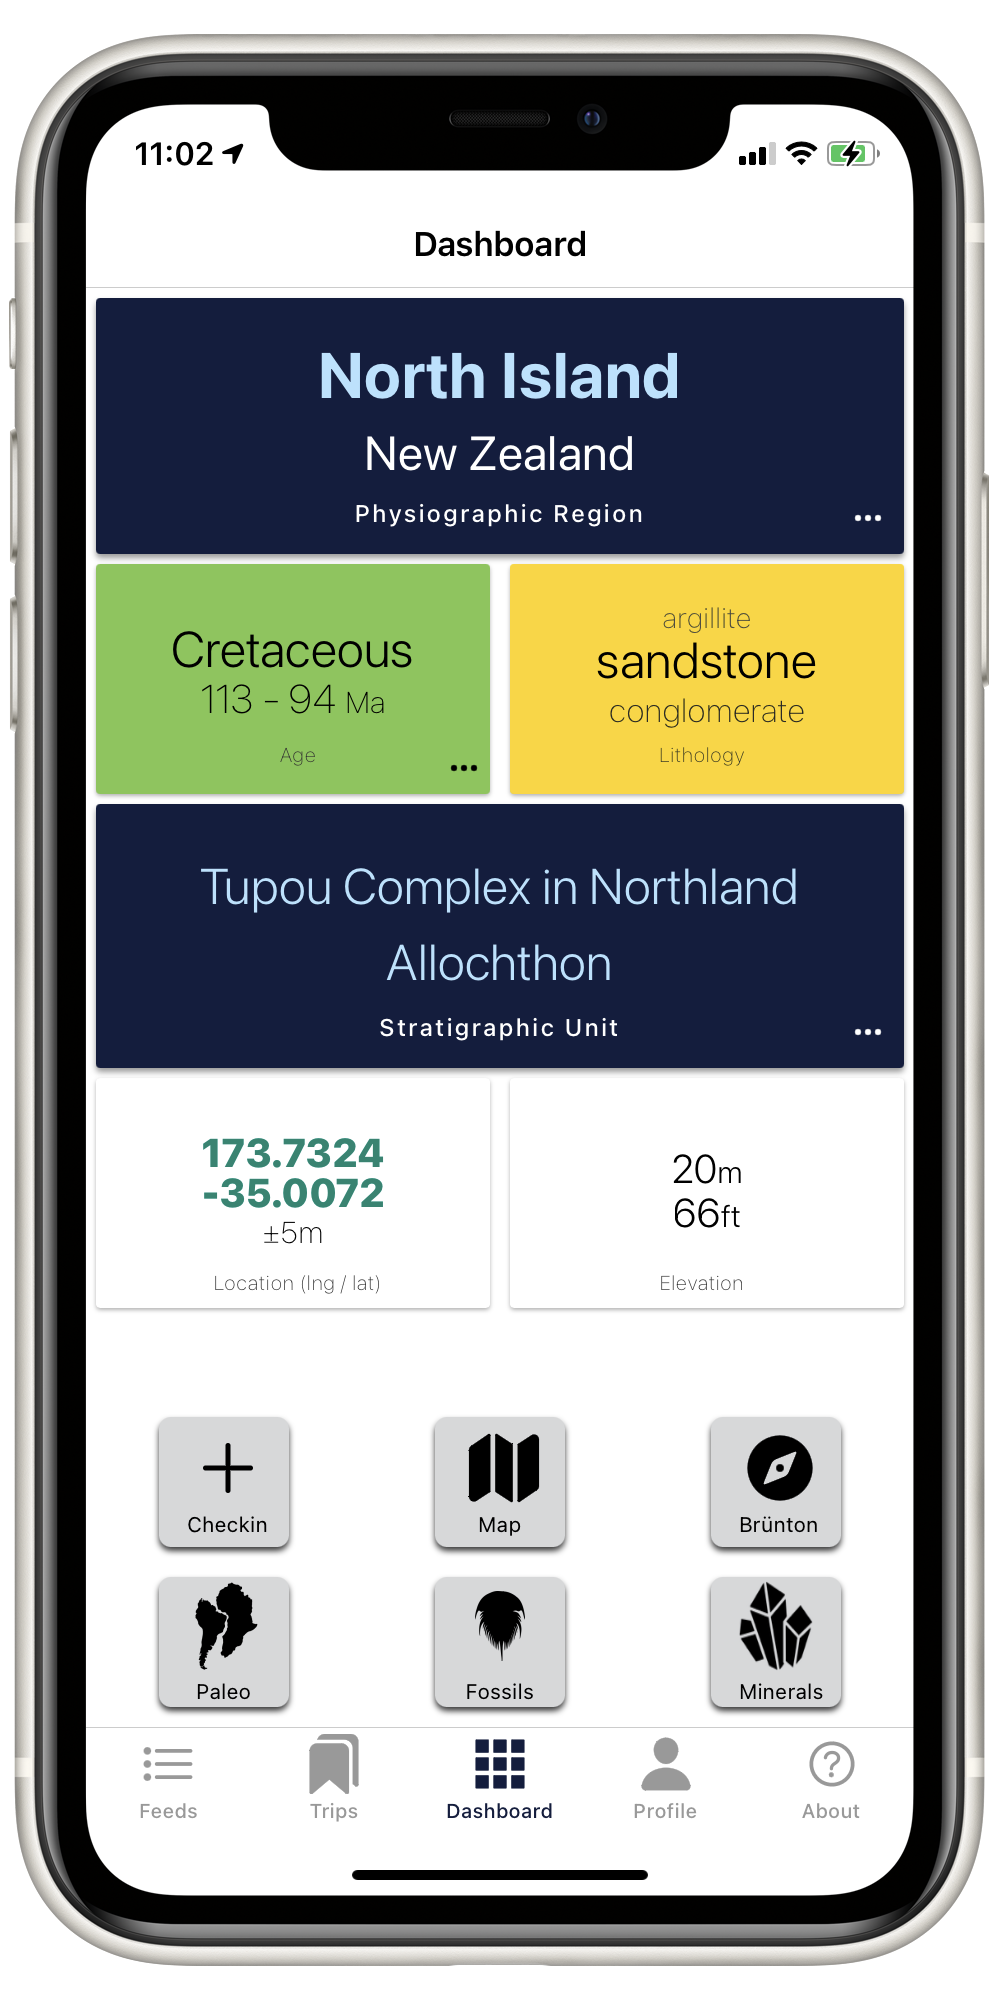 11:02
Dashboard
North Island
New Zealand
Physiographic Region
Cretaceous
113 - 94 Ma
Age
argillite
sandstone
conglomerate
Lithology
Tupou Complex in Northland
Allochthon
Stratigraphic Unit
173.7324
-35.0072
±5m
Location (lng / lat)
20m
66ft
Elevation
Checkin
Map
Brünton
Paleo
Fossils
Minerals
Feeds
Trips
Dashboard
Profile
About